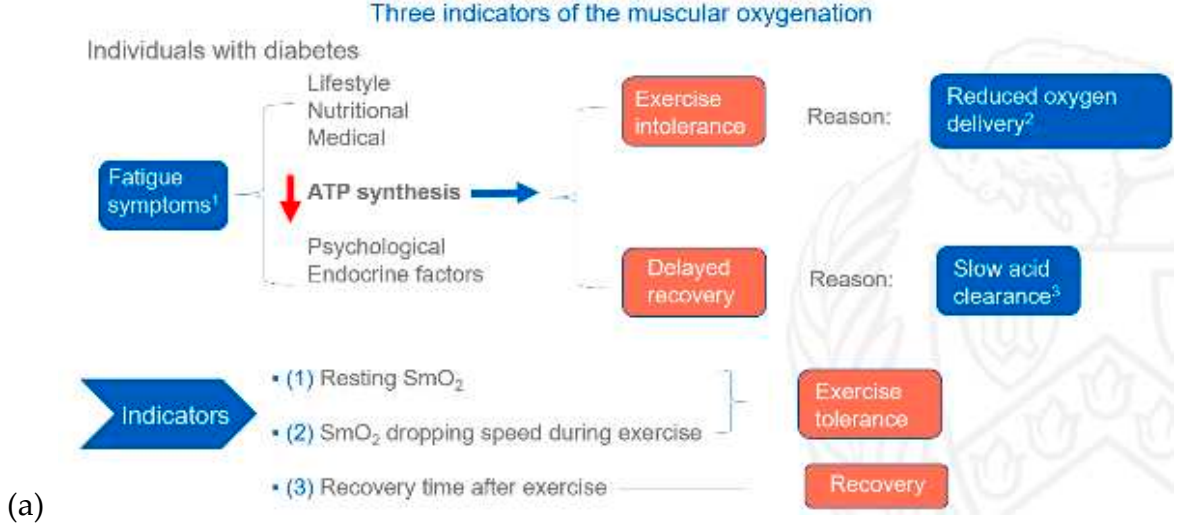 Three indicators of the muscular oxygenation
Individuals with diabetes
Lifestyle
Nutritional
Medical
Fatigue
symptoms¹
ATP synthesis
Psychological
Endocrine factors
Exercise
intolerance
Reason:
Reduced oxygen
delivery²
Delayed
recovery
Reason:
Slow acid
clearance³
Indicators
▪ (1) Resting SmO₂
▪ (2) SmO₂ dropping speed during exercise
▪ (3) Recovery time after exercise
Exercise
tolerance
Recovery
(a)